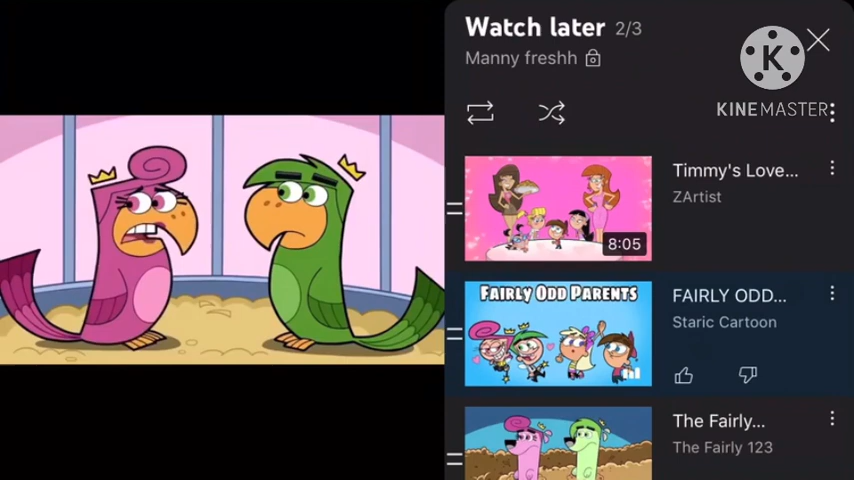 Watch later 2/3
Manny freshh
K
KINEMASTER
Timmy's Love...
ZArtist
8:05
FAIRLY ODD PARENTS
FAIRLY ODD...
Staric Cartoon
The Fairly...
The Fairly 123